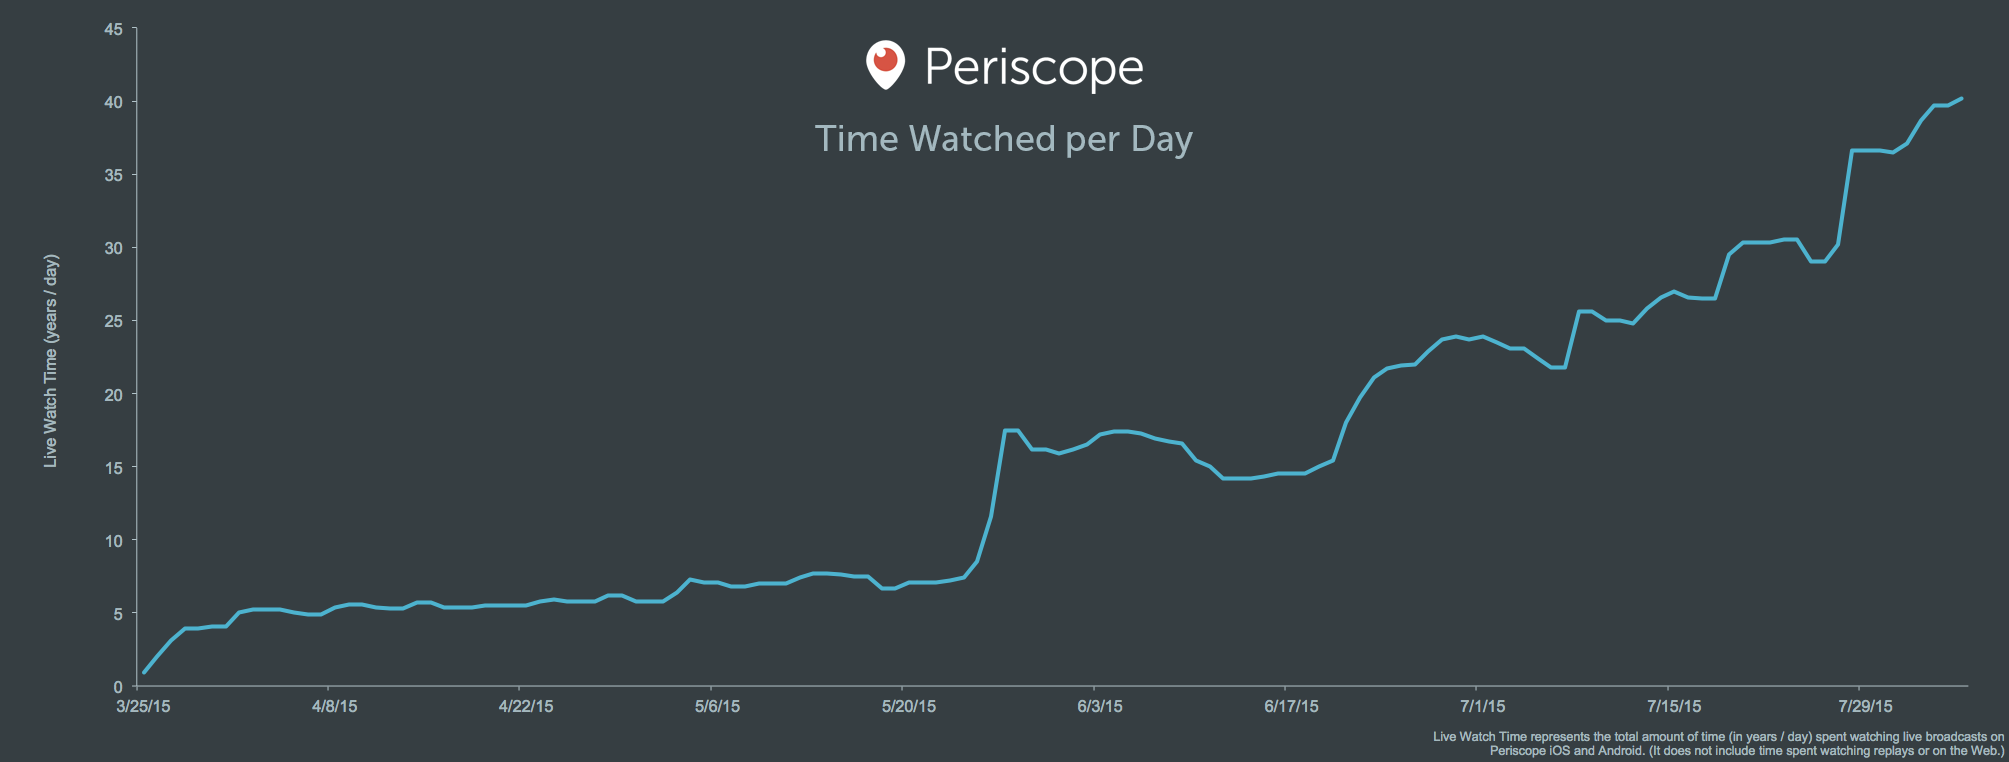 Periscope
Time Watched per Day
Live Watch Time (years / day)
45
40
35
30
25
20
15
10
5
0
3/25/15 4/8/15 4/22/15 5/6/15 5/20/15 6/3/15 6/17/15 7/1/15 7/15/15 7/29/15
Live Watch Time represents the total amount of time (in years / day) spent watching live broadcasts on
Periscope iOS and Android. (It does not include time spent watching replays or on the Web.)